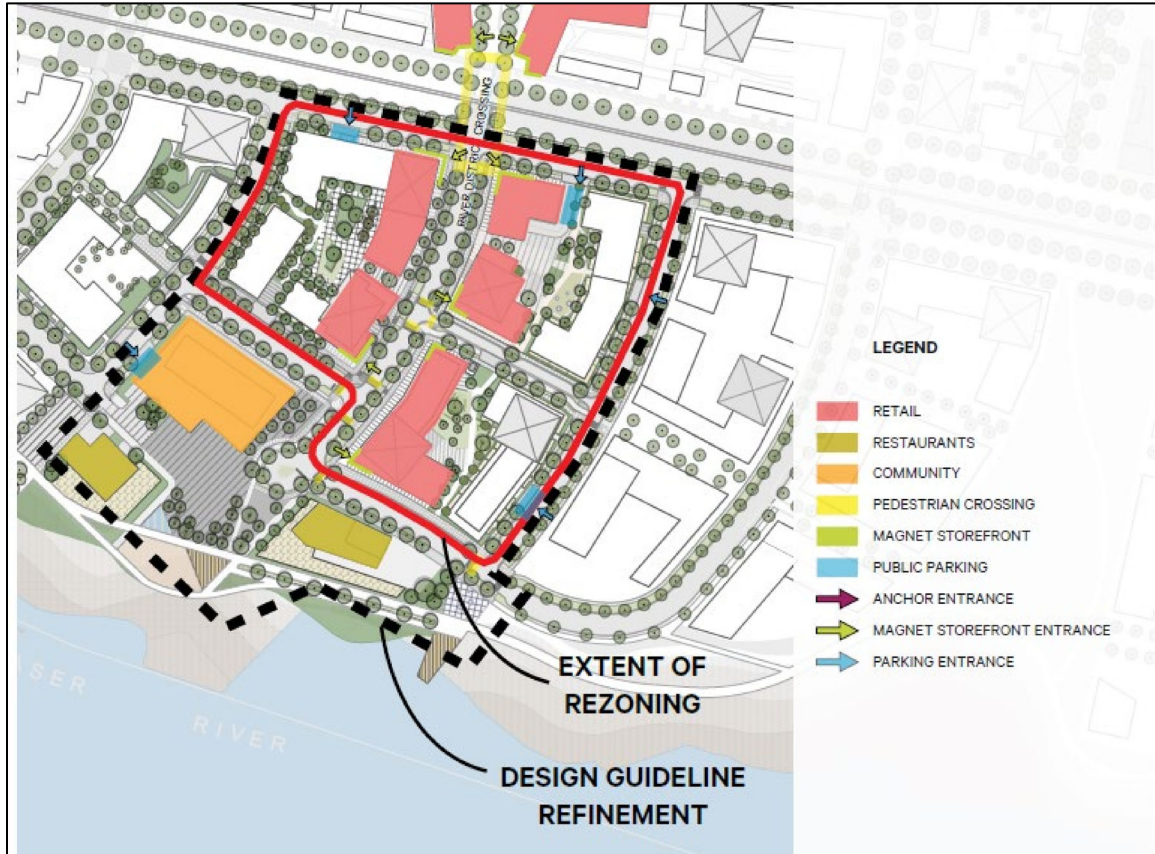 RIVER DISTRICT CROSSING
LEGEND
RETAIL
RESTAURANTS
COMMUNITY
PEDESTRIAN CROSSING
MAGNET STOREFRONT
PUBLIC PARKING
ANCHOR ENTRANCE
MAGNET STOREFRONT ENTRANCE
PARKING ENTRANCE
EXTENT OF
REZONING
ASER
RIVER
DESIGN GUIDELINE
REFINEMENT